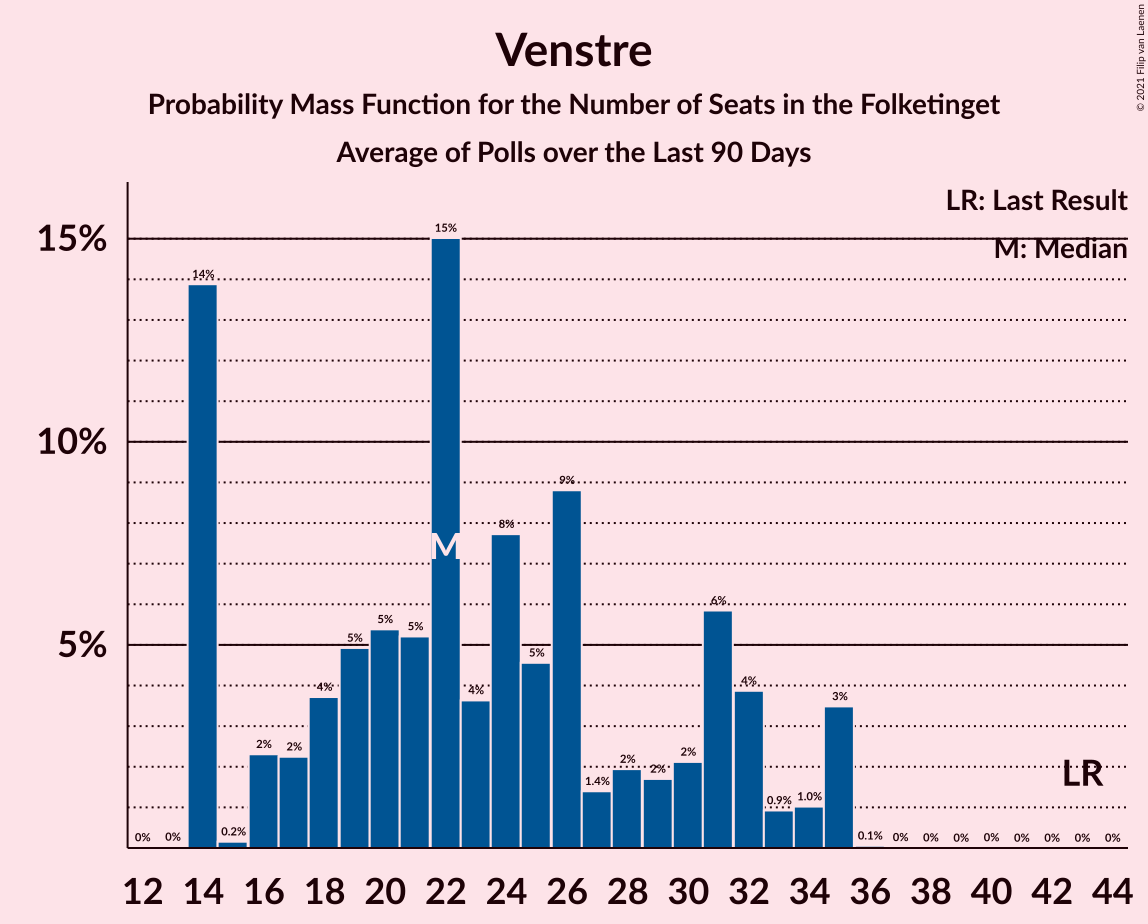 Venstre
Probability Mass Function for the Number of Seats in the Folketinget
Average of Polls over the Last 90 Days
© 2021 Filip van Laenen
LR: Last Result
M: Median
15%
10%
5%
0% 0% 14% 0.2% 2% 2% 4% 5% 5% 5% 15% 4% 8% 5% 9% 1.4% 2% 2% 2% 6% 4% 0.9% 1.0% 3% 0.1% 0% 0% 0% 0% 0% 0% 0% 0%
M
LR
12 14 16 18 20 22 24 26 28 30 32 34 36 38 40 42 44